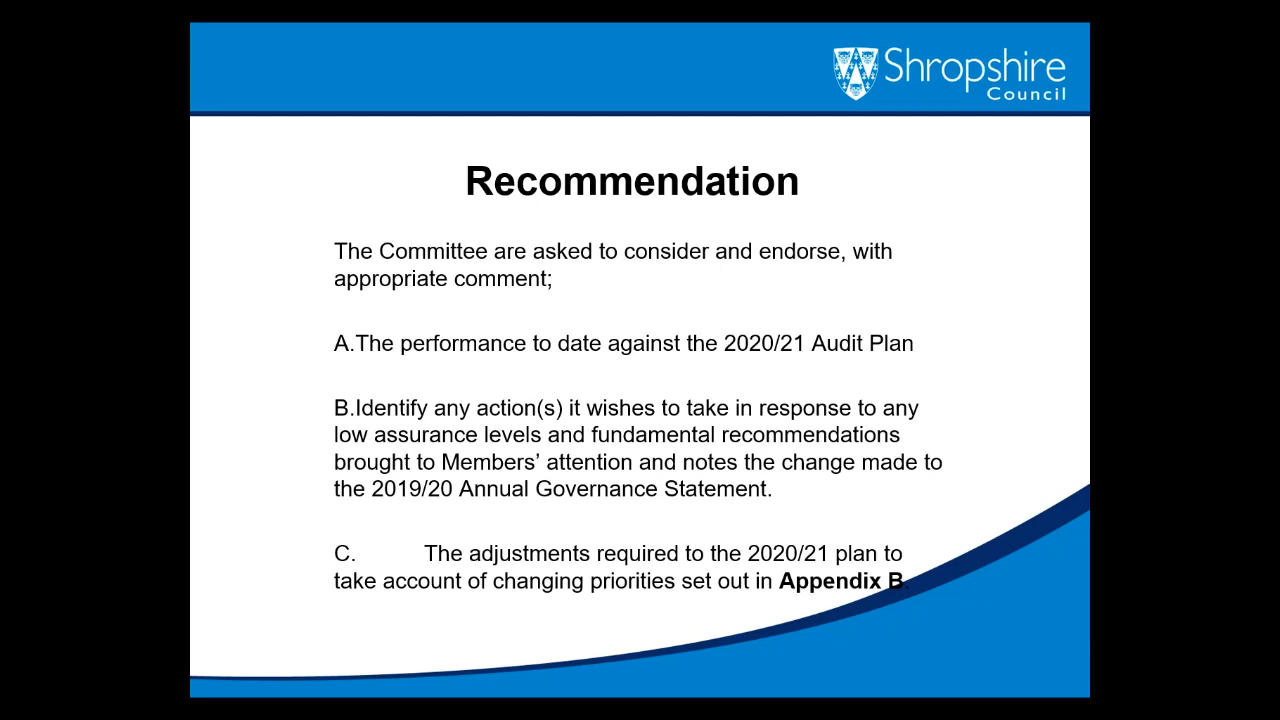 Shropshire
Council
Recommendation
The Committee are asked to consider and endorse, with
appropriate comment;
A.The performance to date against the 2020/21 Audit Plan
B.Identify any action(s) it wishes to take in response to any
low assurance levels and fundamental recommendations
brought to Members’ attention and notes the change made to
the 2019/20 Annual Governance Statement.
C. The adjustments required to the 2020/21 plan to
take account of changing priorities set out in Appendix B.